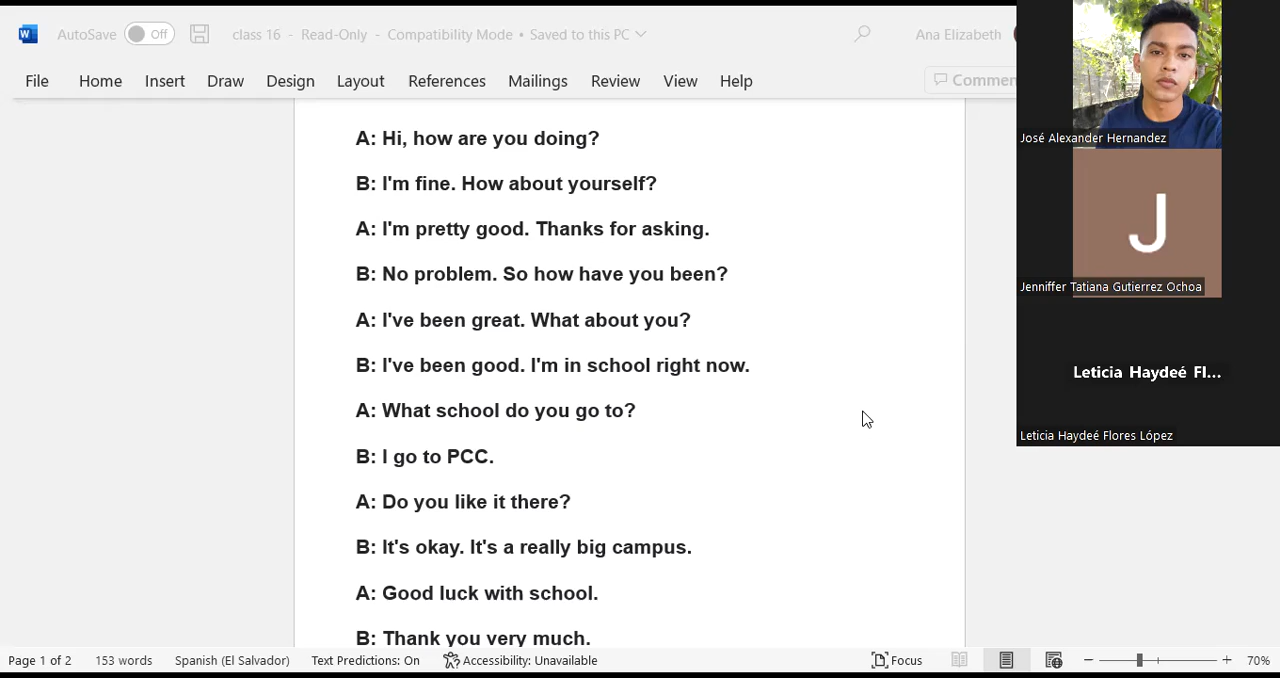 AutoSave Off class 16 - Read-Only - Compatibility Mode • Saved to this PC Ana Elizabeth
File Home Insert Draw Design Layout References Mailings Review View Help
A: Hi, how are you doing?
B: I'm fine. How about yourself?
A: I'm pretty good. Thanks for asking.
B: No problem. So how have you been?
A: I've been great. What about you?
B: I've been good. I'm in school right now.
A: What school do you go to?
B: I go to PCC.
A: Do you like it there?
B: It's okay. It's a really big campus.
A: Good luck with school.
B: Thank you very much.
José Alexander Hernandez
J
Jenniffer Tatiana Gutierrez Ochoa
Leticia Haydeé Fl...
Leticia Haydeé Flores López
Page 1 of 2 153 words Spanish (El Salvador) Text Predictions: On Accessibility: Unavailable Focus 70%